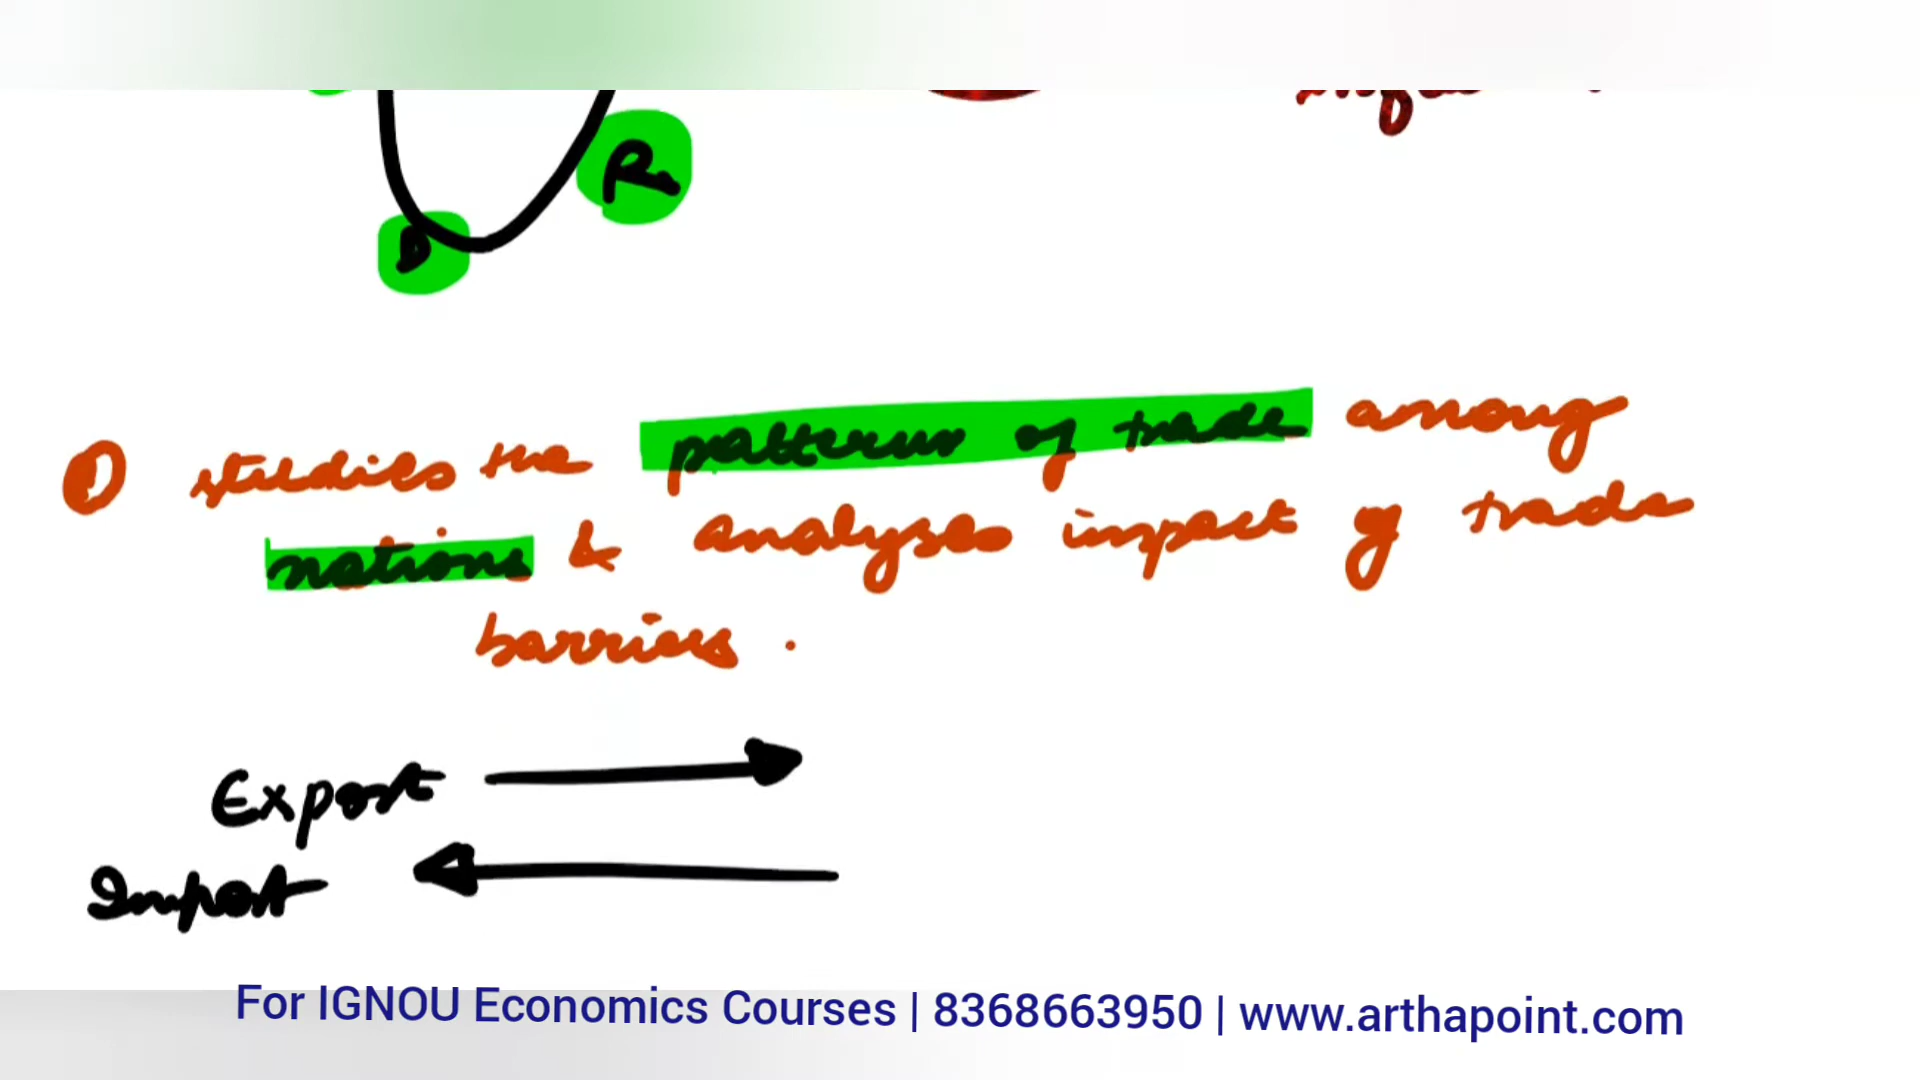 R
D
① studies the patterns of trade among
nations & analyses impact of trade
barriers.
Export
Import
For IGNOU Economics Courses | 8368663950 | www.arthapoint.com